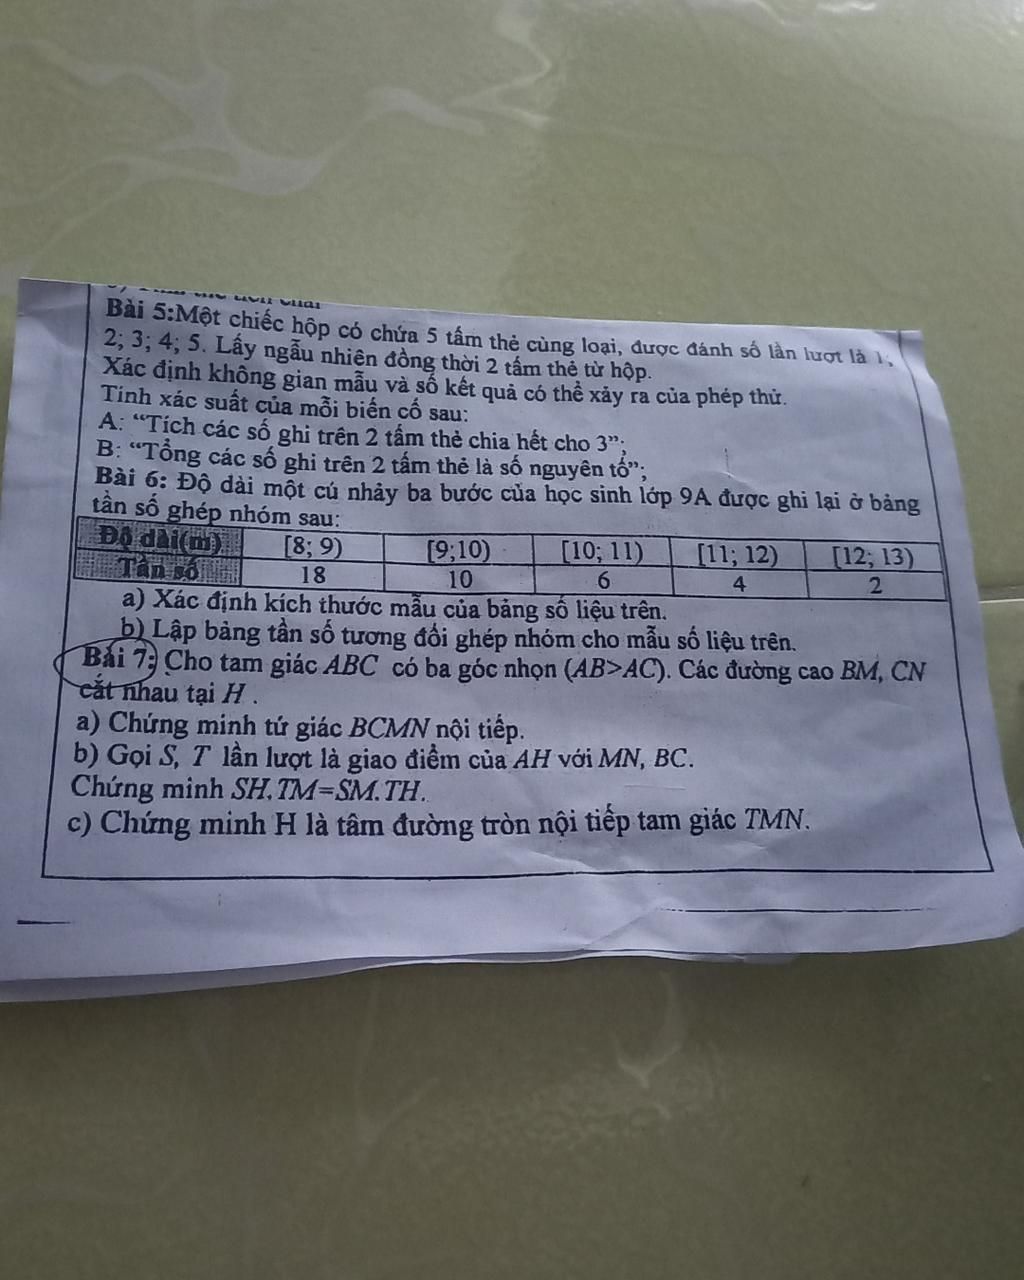 Bài 5:Một chiếc hộp có chứa 5 tấm thẻ cùng loại, được đánh số lần lượt là 1;
2; 3; 4; 5. Lấy ngẫu nhiên đồng thời 2 tấm thẻ từ hộp.
Xác định không gian mẫu và số kết quả có thể xảy ra của phép thử.
Tính xác suất của mỗi biến cố sau:
A: “Tích các số ghi trên 2 tấm thẻ chia hết cho 3”;
B: “Tổng các số ghi trên 2 tấm thẻ là số nguyên tố”;
Bài 6: Độ dài một cú nhảy ba bước của học sinh lớp 9A được ghi lại ở bảng
tần số ghép nhóm sau:
Độ dài(m) [8; 9) [9;10) [10; 11) [11; 12) [12; 13)
Tần số 18 10 6 4 2
a) Xác định kích thước mẫu của bảng số liệu trên.
b) Lập bảng tần số tương đối ghép nhóm cho mẫu số liệu trên.
Bài 7: Cho tam giác ABC có ba góc nhọn (AB>AC). Các đường cao BM, CN
cắt nhau tại H .
a) Chứng minh tứ giác BCMN nội tiếp.
b) Gọi S, T lần lượt là giao điểm của AH với MN, BC.
Chứng minh SH.TM=SM.TH.
c) Chứng minh H là tâm đường tròn nội tiếp tam giác TMN.